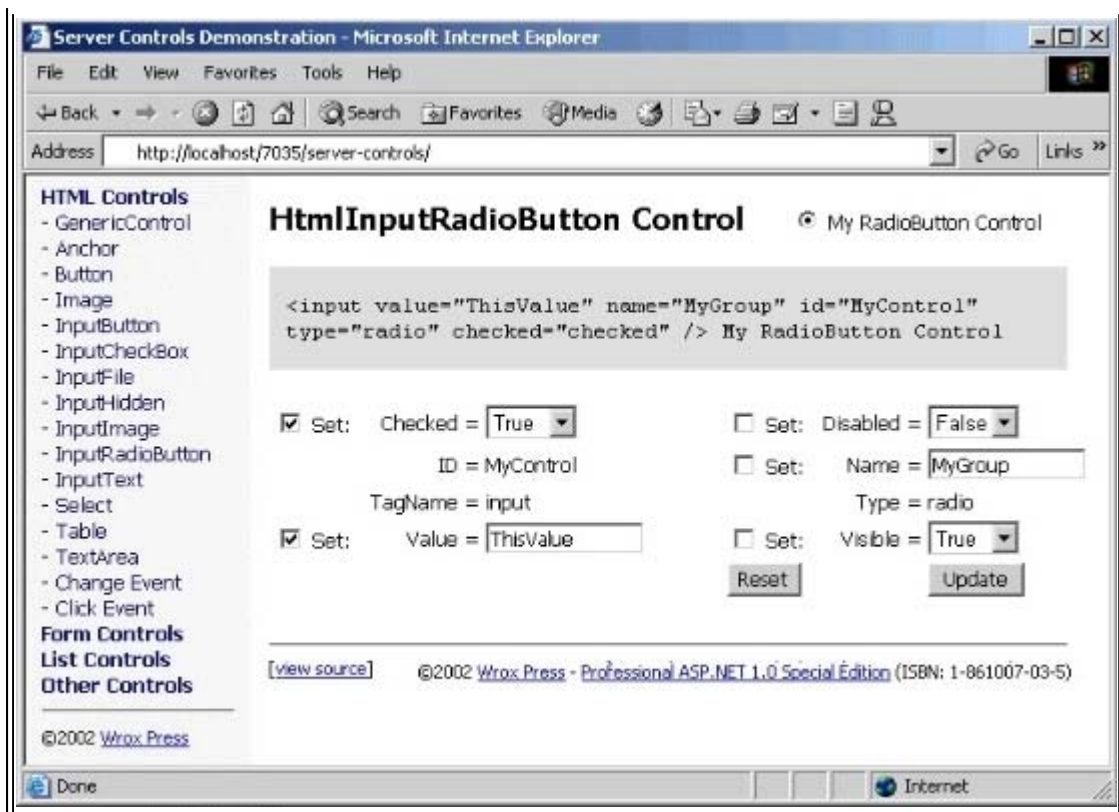 Server Controls Demonstration - Microsoft Internet Explorer
File Edit View Favorites Tools Help
Back Search Favorites Media
Address http://localhost/7035/server-controls/ Go Links »
HTML Controls
- GenericControl
- Anchor
- Button
- Image
- InputButton
- InputCheckBox
- InputFile
- InputHidden
- InputImage
- InputRadioButton
- InputText
- Select
- Table
- TextArea
- Change Event
- Click Event
Form Controls
List Controls
Other Controls
©2002 Wrox Press
HtmlInputRadioButton Control My RadioButton Control
<input value="ThisValue" name="MyGroup" id="MyControl"
type="radio" checked="checked" /> My RadioButton Control
Set: Checked = True Set: Disabled = False
ID = MyControl Set: Name = MyGroup
TagName = input Type = radio
Set: Value = ThisValue Set: Visible = True
Reset Update
[view source] ©2002 Wrox Press - Professional ASP.NET 1.0 Special Edition (ISBN: 1-861007-03-5)
Done Internet